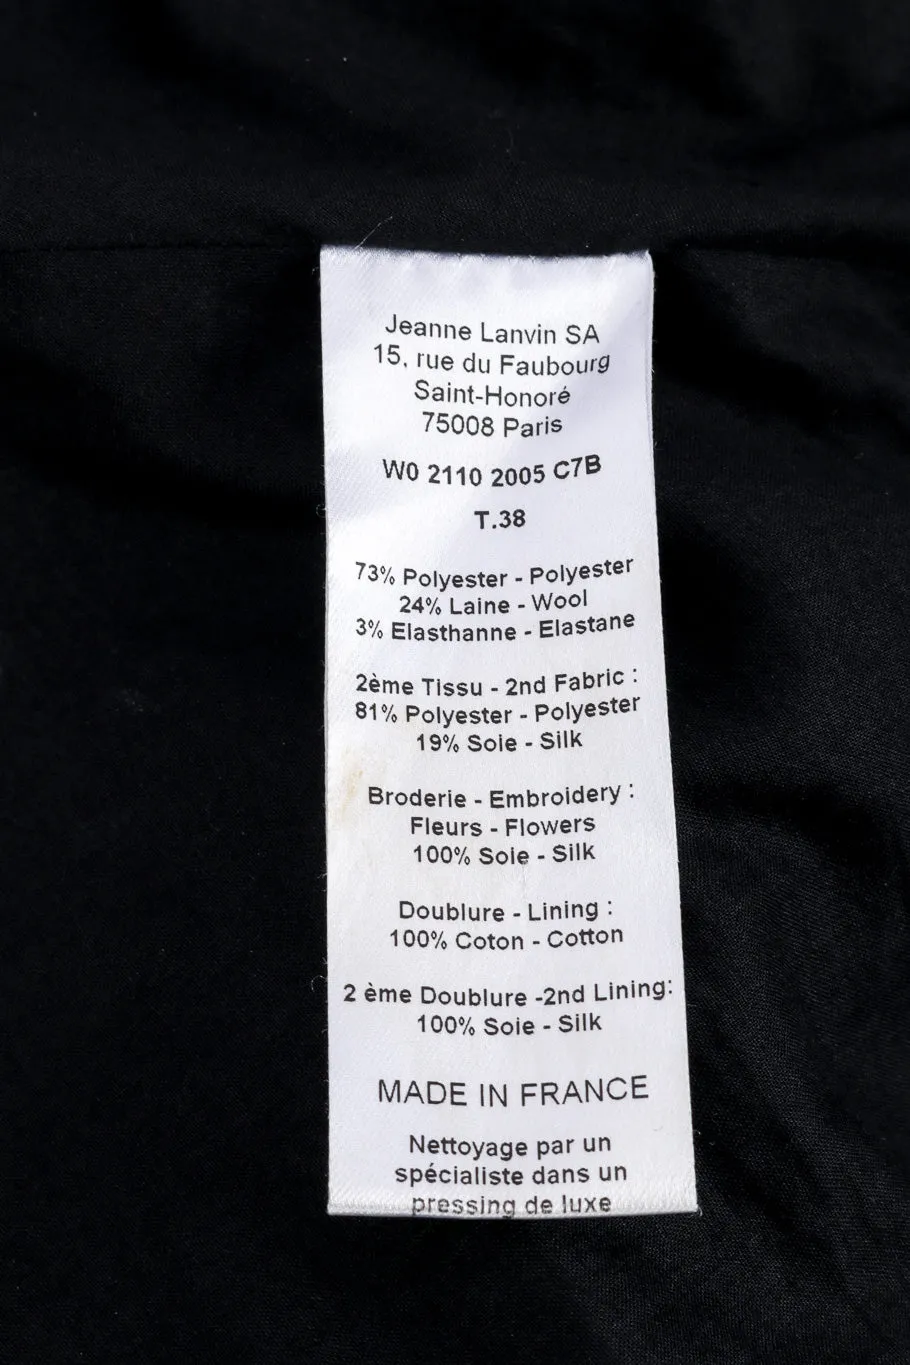 Jeanne Lanvin SA
15, rue du Faubourg
Saint-Honoré
75008 Paris
W0 2110 2005 C7B
T.38
73% Polyester - Polyester
24% Laine - Wool
3% Elasthanne - Elastane
2ème Tissu - 2nd Fabric :
81% Polyester - Polyester
19% Soie - Silk
Broderie - Embroidery :
Fleurs - Flowers
100% Soie - Silk
Doublure - Lining :
100% Coton - Cotton
2 ème Doublure -2nd Lining:
100% Soie - Silk
MADE IN FRANCE
Nettoyage par un
spécialiste dans un
pressing de luxe